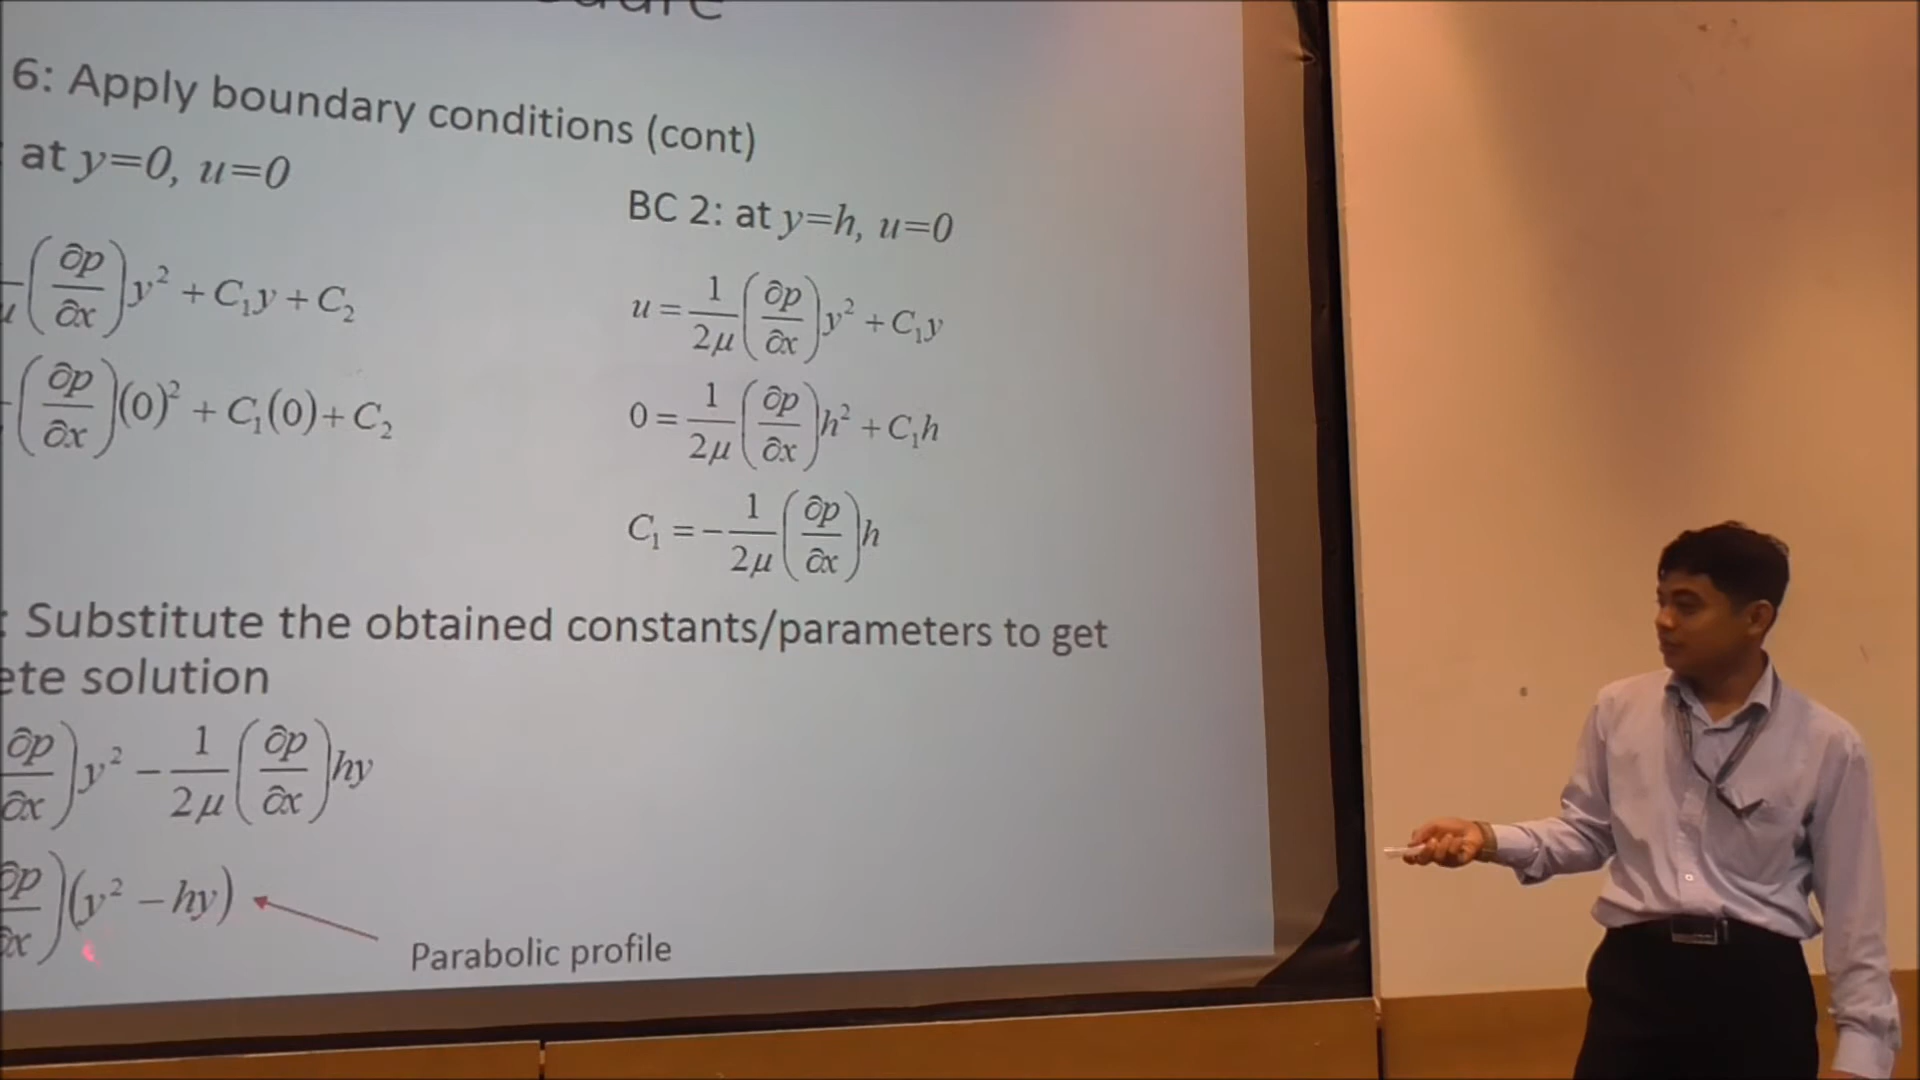 6: Apply boundary conditions (cont)
at y=0, u=0
(∂p/∂x)y² + C₁y + C₂
(∂p/∂x)(0)² + C₁(0) + C₂
BC 2: at y=h, u=0
u = 1/2μ (∂p/∂x)y² + C₁y
0 = 1/2μ (∂p/∂x)h² + C₁h
C₁ = −1/2μ (∂p/∂x)h
: Substitute the obtained constants/parameters to get
ete solution
(∂p/∂x)y² − 1/2μ (∂p/∂x)hy
(∂p/∂x)(y² − hy)
Parabolic profile